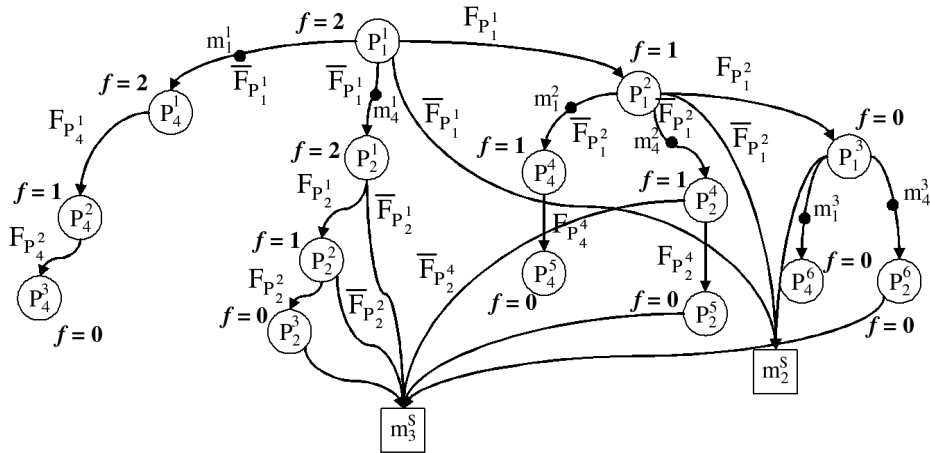 f = 2
P_1^1
F_{P_1^1}
m_1^1
F̅_{P_1^1}
f = 2
P_4^1
F_{P_4^1}
f = 1
P_4^2
F_{P_4^2}
P_4^3
f = 0
F̅_{P_1^1}
m_4^1
f = 2
P_2^1
F_{P_2^1}
F̅_{P_2^1}
f = 1
P_2^2
F_{P_2^2}
F̅_{P_2^2}
f = 0
P_2^3
F̅_{P_1^1}
f = 1
P_1^2
F_{P_1^2}
m_1^2
F̅_{P_1^2}
f = 1
P_4^4
F_{P_4^4}
P_4^5
f = 0
m_4^2
F̅_{P_1^2}
f = 1
P_2^4
F_{P_2^4}
F̅_{P_2^4}
f = 0
P_2^5
F̅_{P_1^2}
f = 0
P_1^3
m_1^3
m_4^3
P_4^6
f = 0
P_2^6
f = 0
m_2^S
m_3^S